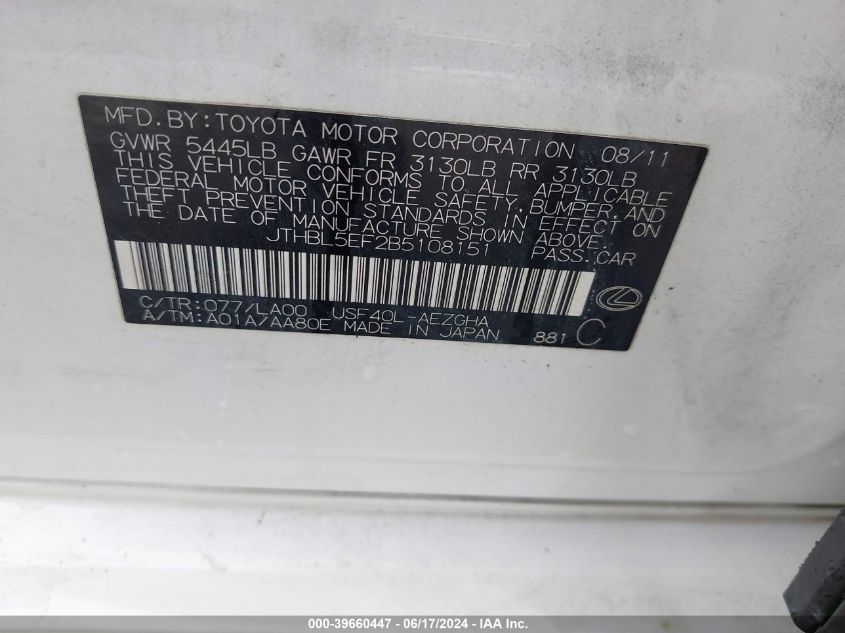 MFD.BY:TOYOTA MOTOR CORPORATION 08/11
GVWR 5445LB GAWR FR 3130LB RR 3130LB
THIS VEHICLE CONFORMS TO ALL APPLICABLE
FEDERAL MOTOR VEHICLE SAFETY,BUMPER,AND
THEFT PREVENTION STANDARDS IN EFFECT ON
THE DATE OF MANUFACTURE SHOWN ABOVE.
JTHBL5EF2B5108151 PASS.CAR
C/TR:077/LA00 USF40L-AEZGHA
A/TM:A01A/AA80E MADE IN JAPAN 881 C
000-39660447 - 06/17/2024 - IAA Inc.